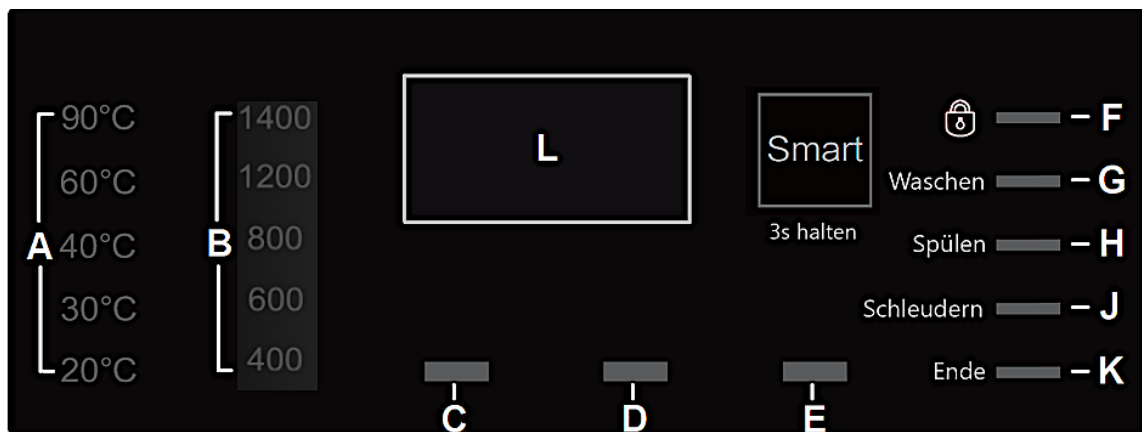 90°C
60°C
A
40°C
30°C
20°C
1400
1200
B
800
600
400
L
Smart
3s halten
C
D
E
F
Waschen
G
Spülen
H
Schleudern
J
Ende
K